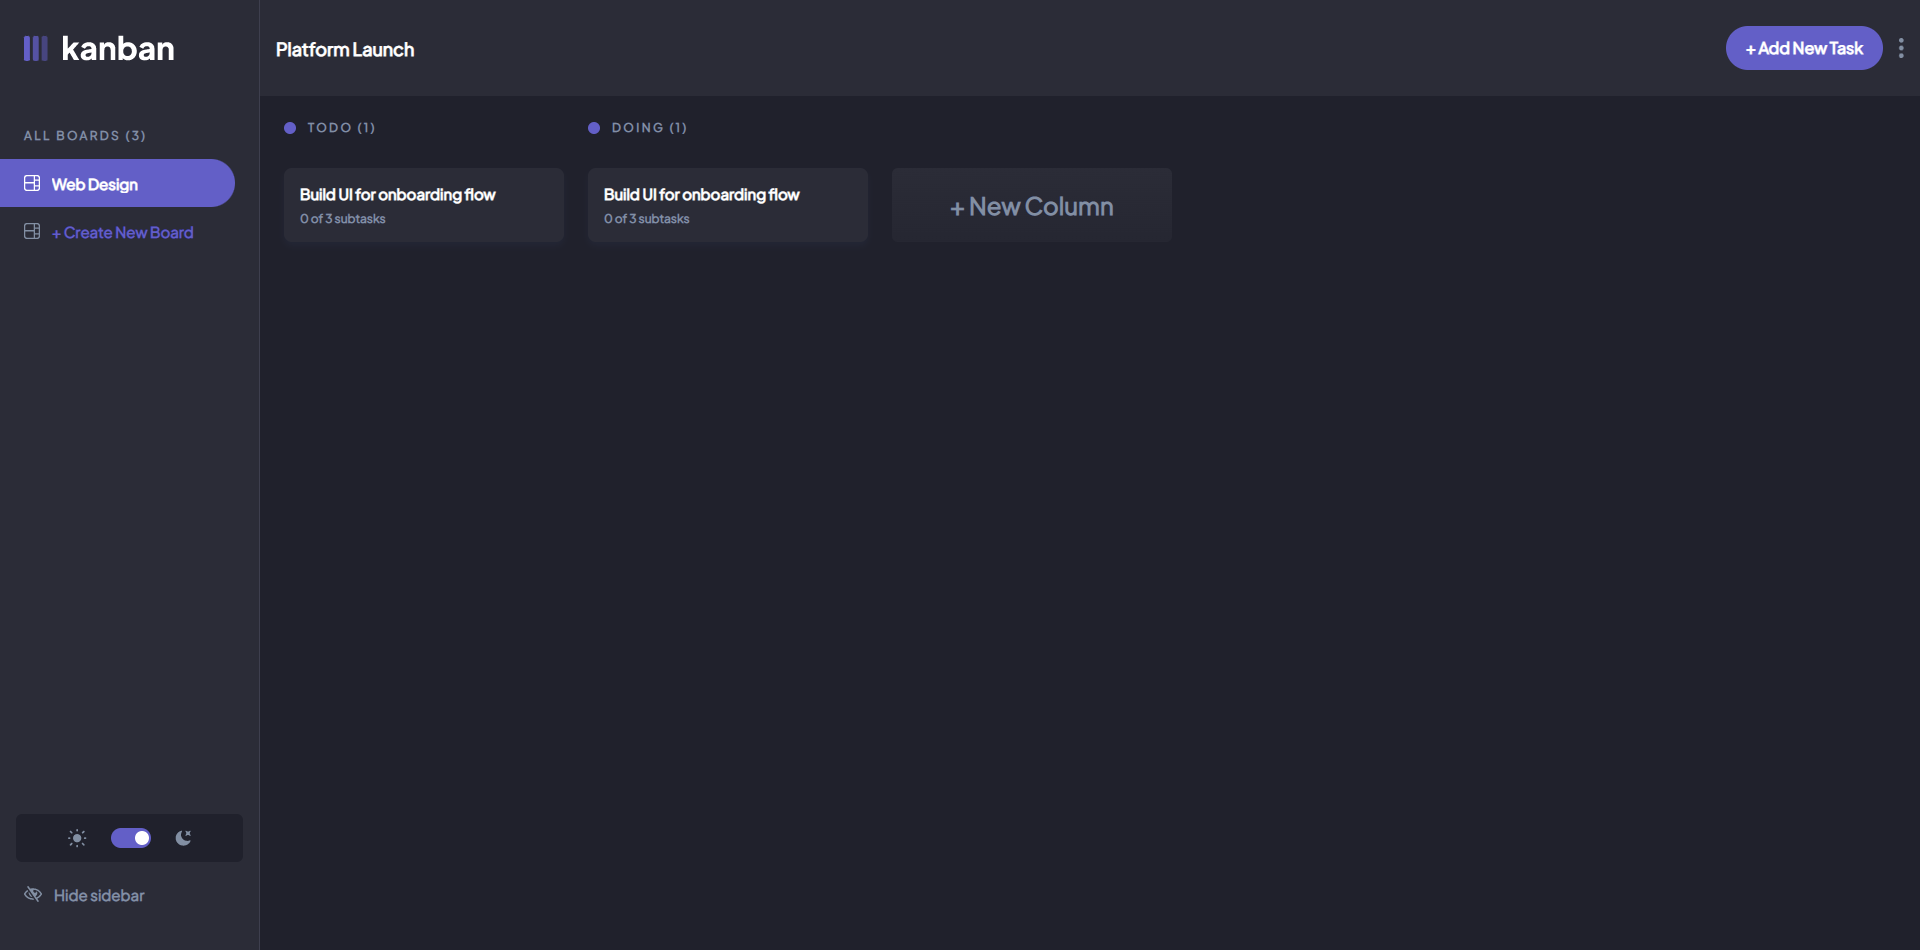 kanban
Platform Launch
+ Add New Task
ALL BOARDS (3)
Web Design
+ Create New Board
TODO (1)
DOING (1)
Build UI for onboarding flow
0 of 3 subtasks
Build UI for onboarding flow
0 of 3 subtasks
+ New Column
Hide sidebar